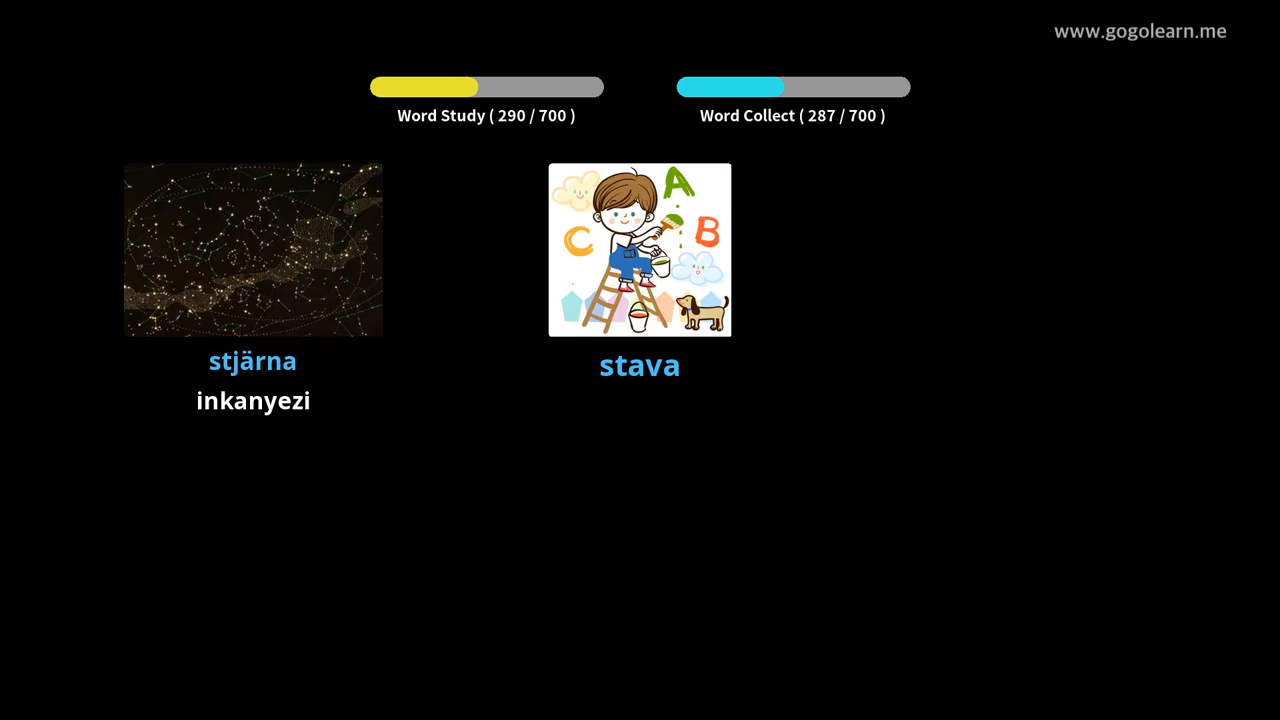 www.gogolearn.me
Word Study ( 290 / 700 )
Word Collect ( 287 / 700 )
A
B
C
stjärna
stava
inkanyezi